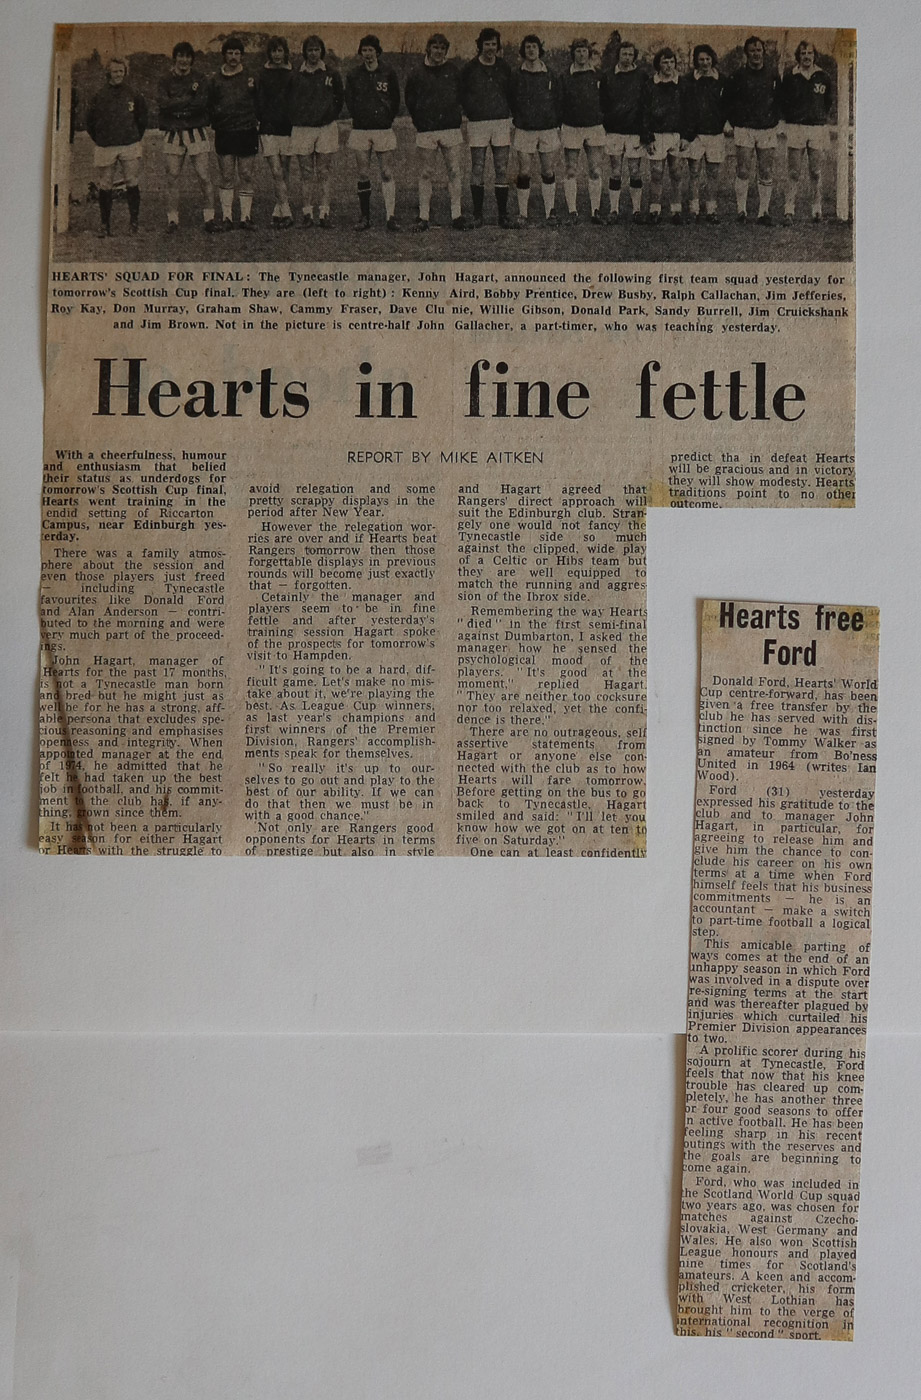 3
8
2
35
30
HEARTS' SQUAD FOR FINAL: The Tynecastle manager, John Hagart, announced the following first team squad yesterday for
tomorrow's Scottish Cup final. They are (left to right) : Kenny Aird, Bobby Prentice, Drew Busby, Ralph Callachan, Jim Jefferies,
Roy Kay, Don Murray, Graham Shaw, Cammy Fraser, Dave Clu nie, Willie Gibson, Donald Park, Sandy Burrell, Jim Cruickshank
and Jim Brown. Not in the picture is centre-half John Gallacher, a part-timer, who was teaching yesterday.
Hearts in fine fettle
REPORT BY MIKE AITKEN
With a cheerfulness, humour
and enthusiasm that belied
their status as underdogs for
tomorrow's Scottish Cup final,
Hearts went training in the
endid setting of Riccarton
Campus, near Edinburgh yes-
terday.
There was a family atmos-
phere about the session and
even those players just freed
— including Tynecastle
favourites like Donald Ford
and Alan Anderson — contri-
buted to the morning and were
very much part of the proceed-
ings.
John Hagart, manager of
Hearts for the past 17 months,
is not a Tynecastle man born
and bred but he might just as
well be for he has a strong, aff-
able persona that excludes spe-
cious reasoning and emphasises
openness and integrity. When
appointed manager at the end
of 1974, he admitted that he
felt he had taken up the best
job in football, and his commit-
ment to the club has, if any-
thing, grown since them.
It has not been a particularly
easy season for either Hagart
or Hearts with the struggle to
avoid relegation and some
pretty scrappy displays in the
period after New Year.
However the relegation wor-
ries are over and if Hearts beat
Rangers tomorrow then those
forgettable displays in previous
rounds will become just exactly
that — forgotten.
Cetainly the manager and
players seem to be in fine
fettle and after yesterday's
training session Hagart spoke
of the prospects for tomorrow's
visit to Hampden.
"It's going to be a hard, dif-
ficult game. Let's make no mis-
take about it, we're playing the
best. As League Cup winners,
as last year's champions and
first winners of the Premier
Division, Rangers' accomplish-
ments speak for themselves.
"So really it's up to our-
selves to go out and play to the
best of our ability. If we can
do that then we must be in
with a good chance."
Not only are Rangers good
opponents for Hearts in terms
of prestige but also in style
and Hagart agreed that
Rangers' direct approach will
suit the Edinburgh club. Stran-
gely one would not fancy the
Tynecastle side so much
against the clipped, wide play
of a Celtic or Hibs team but
they are well equipped to
match the running and aggres-
sion of the Ibrox side.
Remembering the way Hearts
"died" in the first semi-final
against Dumbarton, I asked the
manager how he sensed the
psychological mood of the
players. "It's good at the
moment," replied Hagart.
"They are neither too cocksure
nor too relaxed, yet the confi-
dence is there."
There are no outrageous, self
assertive statements from
Hagart or anyone else con-
nected with the club as to how
Hearts will fare tomorrow.
Before getting on the bus to go
back to Tynecastle, Hagart
smiled and said: "I'll let you
know how we got on at ten to
five on Saturday."
One can at least confidently
predict tha in defeat Hearts
will be gracious and in victory
they will show modesty. Hearts
traditions point to no other
outcome.
Hearts free
Ford
Donald Ford, Hearts' World
Cup centre-forward, has been
given a free transfer by the
club he has served with dis-
tinction since he was first
signed by Tommy Walker as
an amateur from Bo'ness
United in 1964 (writes Ian
Wood).
Ford (31) yesterday
expressed his gratitude to the
club and to manager John
Hagart, in particular, for
agreeing to release him and
give him the chance to con-
clude his career on his own
terms at a time when Ford
himself feels that his business
commitments — he is an
accountant — make a switch
to part-time football a logical
step.
This amicable parting of
ways comes at the end of an
unhappy season in which Ford
was involved in a dispute over
re-signing terms at the start
and was thereafter plagued by
injuries which curtailed his
Premier Division appearances
to two.
A prolific scorer during his
sojourn at Tynecastle, Ford
feels that now that his knee
trouble has cleared up com-
pletely, he has another three
or four good seasons to offer
in active football. He has been
feeling sharp in his recent
outings with the reserves and
the goals are beginning to
come again.
Ford, who was included in
the Scotland World Cup squad
two years ago, was chosen for
matches against Czecho-
slovakia, West Germany and
Wales. He also won Scottish
League honours and played
nine times for Scotland's
amateurs. A keen and accom-
plished cricketer, his form
with West Lothian has
brought him to the verge of
international recognition in
this, his "second" sport.